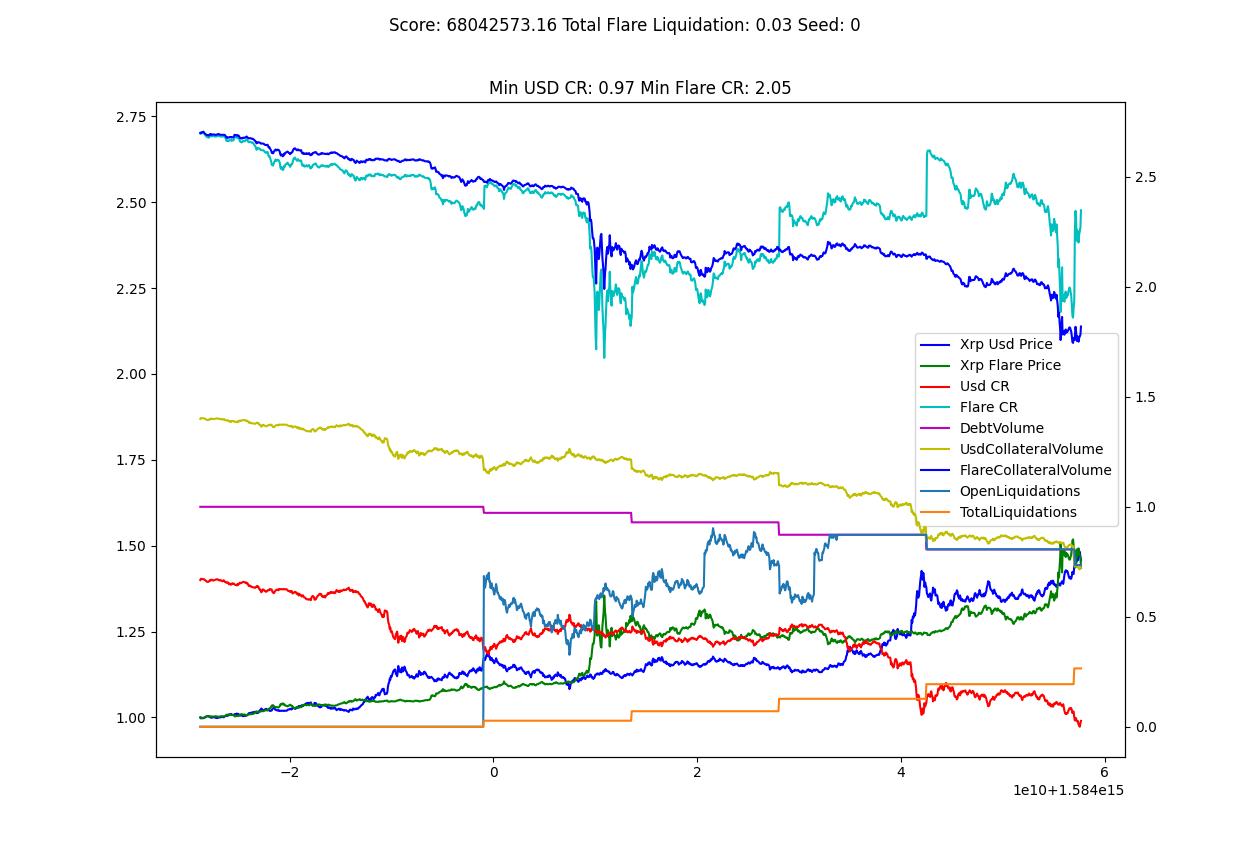 Score: 68042573.16 Total Flare Liquidation: 0.03 Seed: 0
Min USD CR: 0.97 Min Flare CR: 2.05
2.75
2.50
2.25
2.00
1.75
1.50
1.25
1.00
2.5
2.0
1.5
1.0
0.5
0.0
Xrp Usd Price
Xrp Flare Price
Usd CR
Flare CR
DebtVolume
UsdCollateralVolume
FlareCollateralVolume
OpenLiquidations
TotalLiquidations
−2 0 2 4 6
1e10+1.584e15